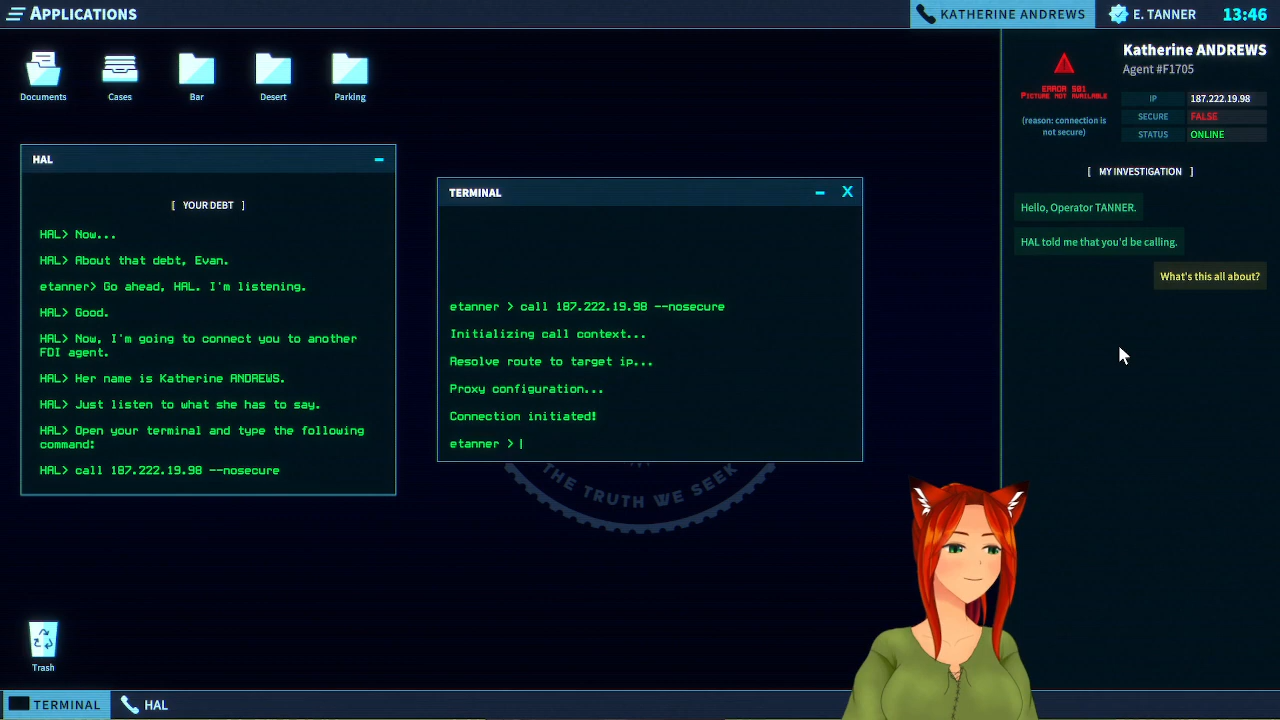 APPLICATIONS
KATHERINE ANDREWS
E. TANNER
13:46
Documents
Cases
Bar
Desert
Parking
HAL
[ YOUR DEBT ]
HAL> Now...
HAL> About that debt, Evan.
etanner> Go ahead, HAL. I'm listening.
HAL> Good.
HAL> Now, I'm going to connect you to another
FDI agent.
HAL> Her name is Katherine ANDREWS.
HAL> Just listen to what she has to say.
HAL> Open your terminal and type the following
command:
HAL> call 187.222.19.98 --nosecure
TERMINAL
X
etanner > call 187.222.19.98 --nosecure
Initializing call context...
Resolve route to target ip...
Proxy configuration...
Connection initiated!
etanner >
THE TRUTH WE SEEK
Katherine ANDREWS
Agent #F1705
ERROR 501
PICTURE NOT AVAILABLE
(reason: connection is
not secure)
IP 187.222.19.98
SECURE FALSE
STATUS ONLINE
[ MY INVESTIGATION ]
Hello, Operator TANNER.
HAL told me that you'd be calling.
What's this all about?
Trash
TERMINAL
HAL